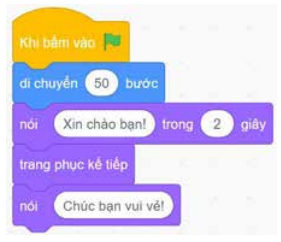 Khi bấm vào
di chuyển 50 bước
nói Xin chào bạn! trong 2 giây
trang phục kế tiếp
nói Chúc bạn vui vẻ!